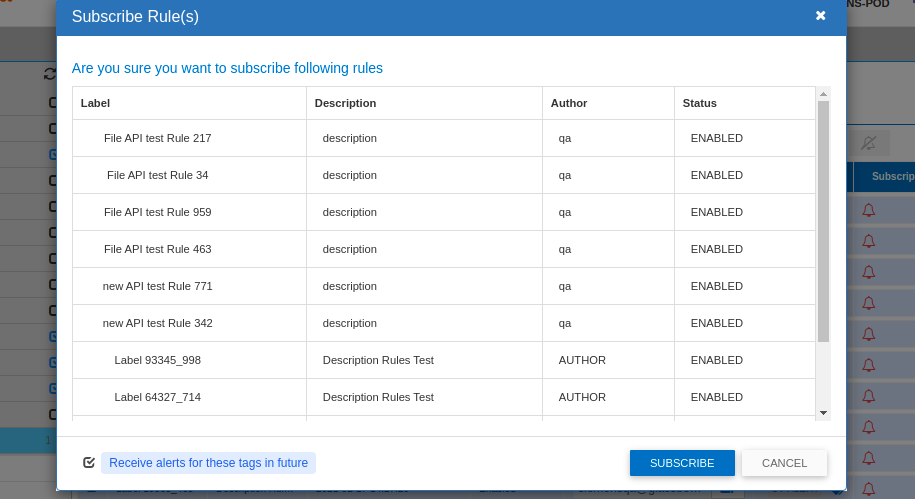 NS-POD
Subscribe Rule(s)
Are you sure you want to subscribe following rules
Label Description Author Status
File API test Rule 217 description qa ENABLED
File API test Rule 34 description qa ENABLED
Subscrip
File API test Rule 959 description qa ENABLED
File API test Rule 463 description qa ENABLED
new API test Rule 771 description qa ENABLED
new API test Rule 342 description qa ENABLED
Label 93345_998 Description Rules Test AUTHOR ENABLED
Label 64327_714 Description Rules Test AUTHOR ENABLED
1
Receive alerts for these tags in future
SUBSCRIBE CANCEL